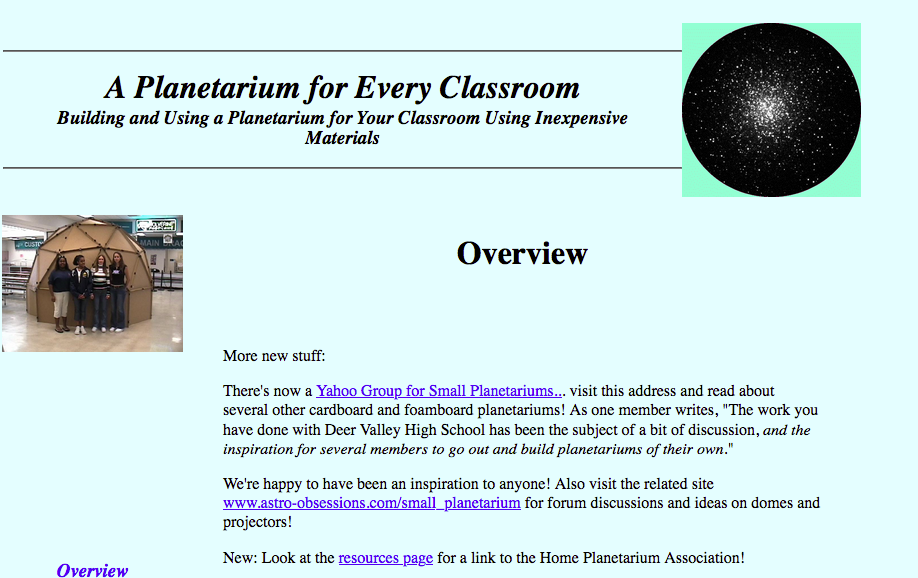 A Planetarium for Every Classroom
Building and Using a Planetarium for Your Classroom Using Inexpensive
Materials
CUSTO
MAIN
Overview
More new stuff:
There's now a Yahoo Group for Small Planetariums... visit this address and read about
several other cardboard and foamboard planetariums! As one member writes, "The work you
have done with Deer Valley High School has been the subject of a bit of discussion, and the
inspiration for several members to go out and build planetariums of their own."
We're happy to have been an inspiration to anyone! Also visit the related site
www.astro-obsessions.com/small_planetarium for forum discussions and ideas on domes and
projectors!
New: Look at the resources page for a link to the Home Planetarium Association!
Overview